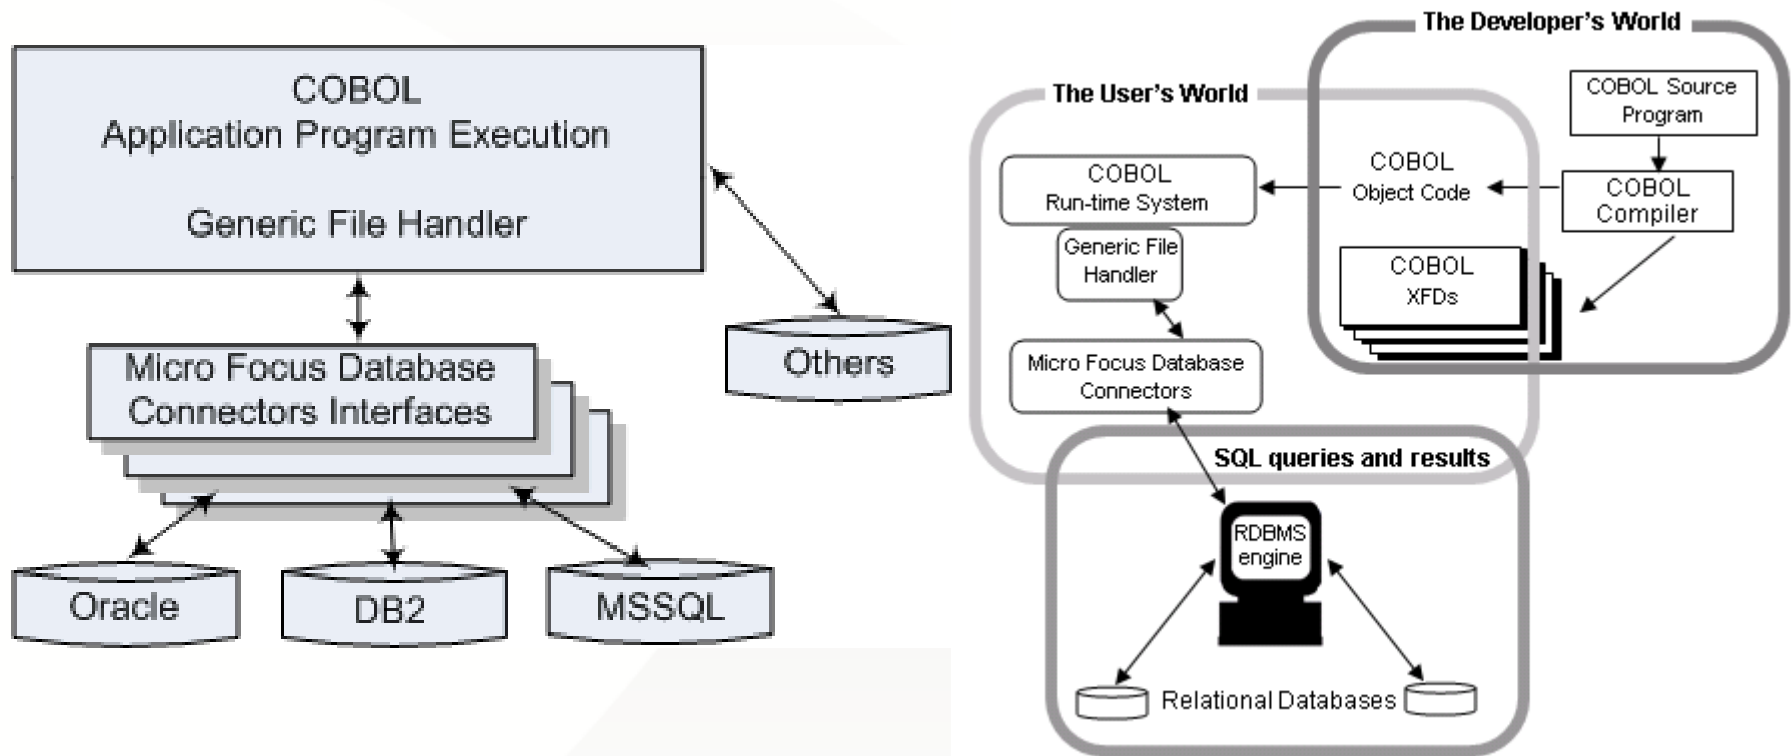 COBOL
Application Program Execution
Generic File Handler
Micro Focus Database
Connectors Interfaces
Others
Oracle
DB2
MSSQL
The Developer's World
The User's World
COBOL Source
Program
COBOL
Compiler
COBOL
Object Code
COBOL
XFDs
COBOL
Run-time System
Generic File
Handler
Micro Focus Database
Connectors
SQL queries and results
RDBMS
engine
Relational Databases